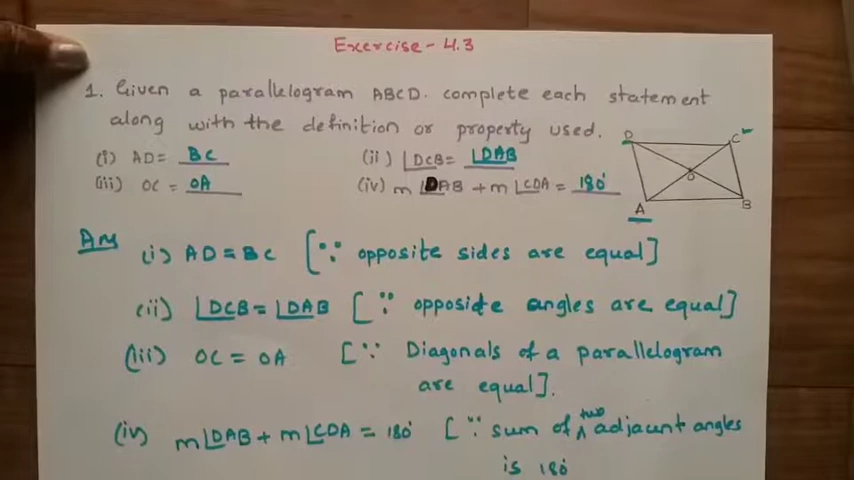 Exercise - 4.3
1. Given a parallelogram ABCD. complete each statement
along with the definition or property used.
(i) AD = BC (ii) ∠DCB = ∠DAB
(iii) OC = OA (iv) m∠DAB + m∠CDA = 180°
D C
O
A B
Ans (i) AD = BC [∵ opposite sides are equal]
(ii) ∠DCB = ∠DAB [∵ opposite angles are equal]
(iii) OC = OA [∵ Diagonals of a parallelogram
are equal].
(iv) m∠DAB + m∠CDA = 180° [∵ sum of two adjacent angles
is 180°